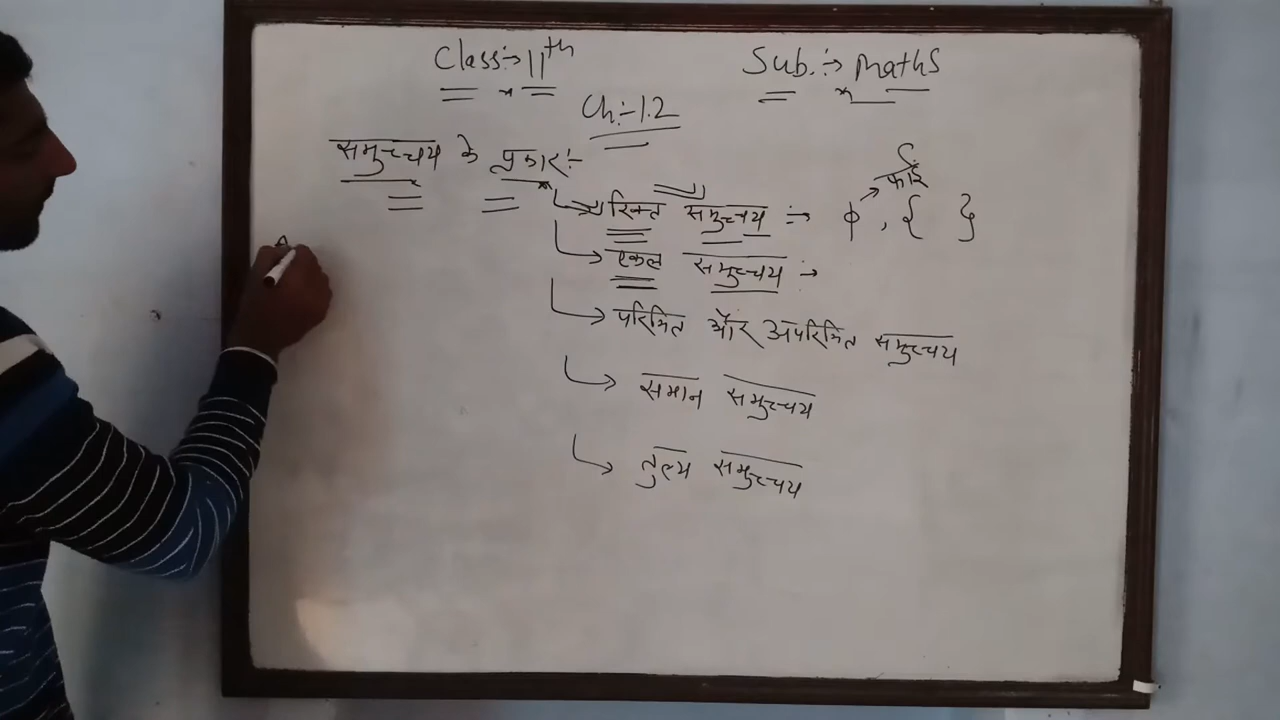 Class:→ 11th Sub.:→ Maths
Ch:-1.2
समुच्चय के प्रकार:-
फाई
रिक्त समुच्चय :→ ϕ, { }
एकल समुच्चय :→
परिमित और अपरिमित समुच्चय
समान समुच्चय
तुल्य समुच्चय